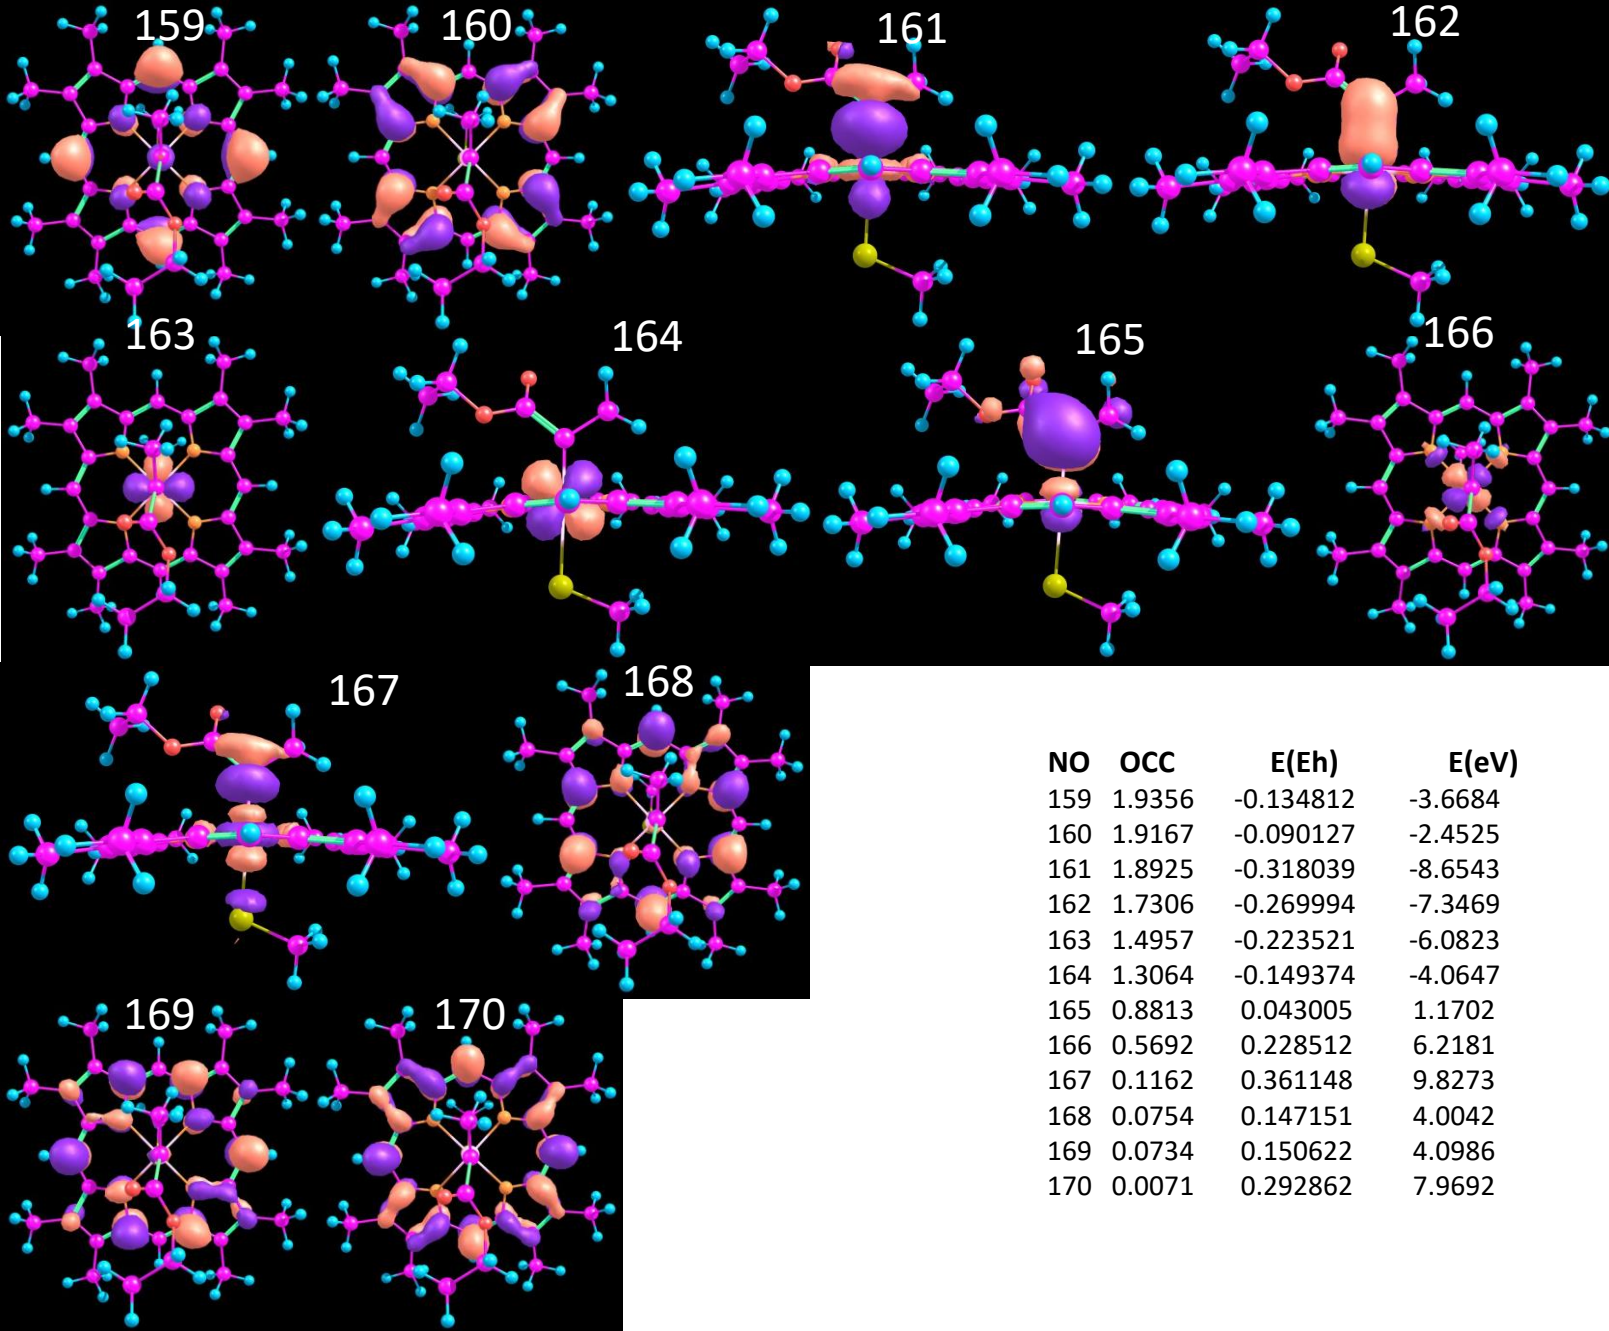 159 160 161 162
163 164 165 166
167 168
169 170
NO OCC E(Eh) E(eV)
159 1.9356 -0.134812 -3.6684
160 1.9167 -0.090127 -2.4525
161 1.8925 -0.318039 -8.6543
162 1.7306 -0.269994 -7.3469
163 1.4957 -0.223521 -6.0823
164 1.3064 -0.149374 -4.0647
165 0.8813 0.043005 1.1702
166 0.5692 0.228512 6.2181
167 0.1162 0.361148 9.8273
168 0.0754 0.147151 4.0042
169 0.0734 0.150622 4.0986
170 0.0071 0.292862 7.9692